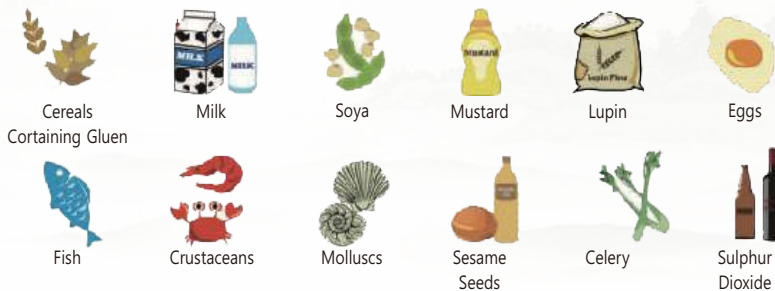 MILK
MILK
Mustard
Cereals
Cortaining Gluen
Milk
Soya
Mustard
Lupin
Eggs
Fish
Crustaceans
Molluscs
Sesame
Seeds
Celery
Sulphur
Dioxide